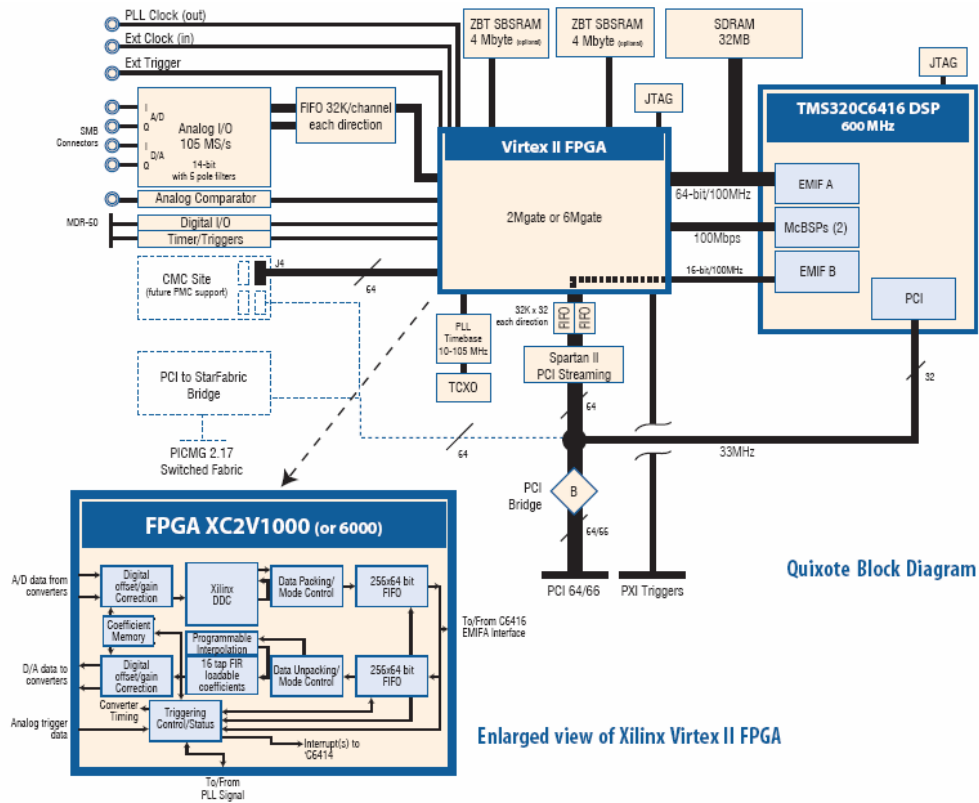 PLL Clock (out)
Ext Clock (in)
Ext Trigger
ZBT SBSRAM
4 Mbyte (optional)
ZBT SBSRAM
4 Mbyte (optional)
SDRAM
32MB
JTAG
JTAG
SMB
Connectors
I
A/D
Q
I
D/A
Q
Analog I/O
105 MS/s
14-bit
with 5 pole filters
FIFO 32K/channel
each direction
Analog Comparator
MDR-50
Digital I/O
Timer/Triggers
CMC Site
(future PMC support)
J4
64
Virtex II FPGA
2Mgate or 6Mgate
64-bit/100MHz
100Mbps
16-bit/100MHz
TMS320C6416 DSP
600 MHz
EMIF A
McBSPs (2)
EMIF B
PCI
32
PLL
Timebase
10-105 MHz
TCXO
32K x 32
each direction
FIFO
FIFO
Spartan II
PCI Streaming
64
PCI to StarFabric
Bridge
PICMG 2.17
Switched Fabric
64
33MHz
PCI
Bridge
B
64/66
PCI 64/66
PXI Triggers
Quixote Block Diagram
FPGA XC2V1000 (or 6000)
A/D data from
converters
Digital
offset/gain
Correction
Xilinx
DDC
Data Packing/
Mode Control
256x64 bit
FIFO
To/From C6416
EMIFA Interface
Coefficient
Memory
Programmable
Interpolation
D/A data to
converters
Digital
offset/gain
Correction
16 tap FIR
loadable
coefficients
Data Unpacking/
Mode Control
256x64 bit
FIFO
Converter
Timing
Triggering
Control/Status
Analog trigger
data
Interrupt(s) to
'C6414
To/From
PLL Signal
Enlarged view of Xilinx Virtex II FPGA